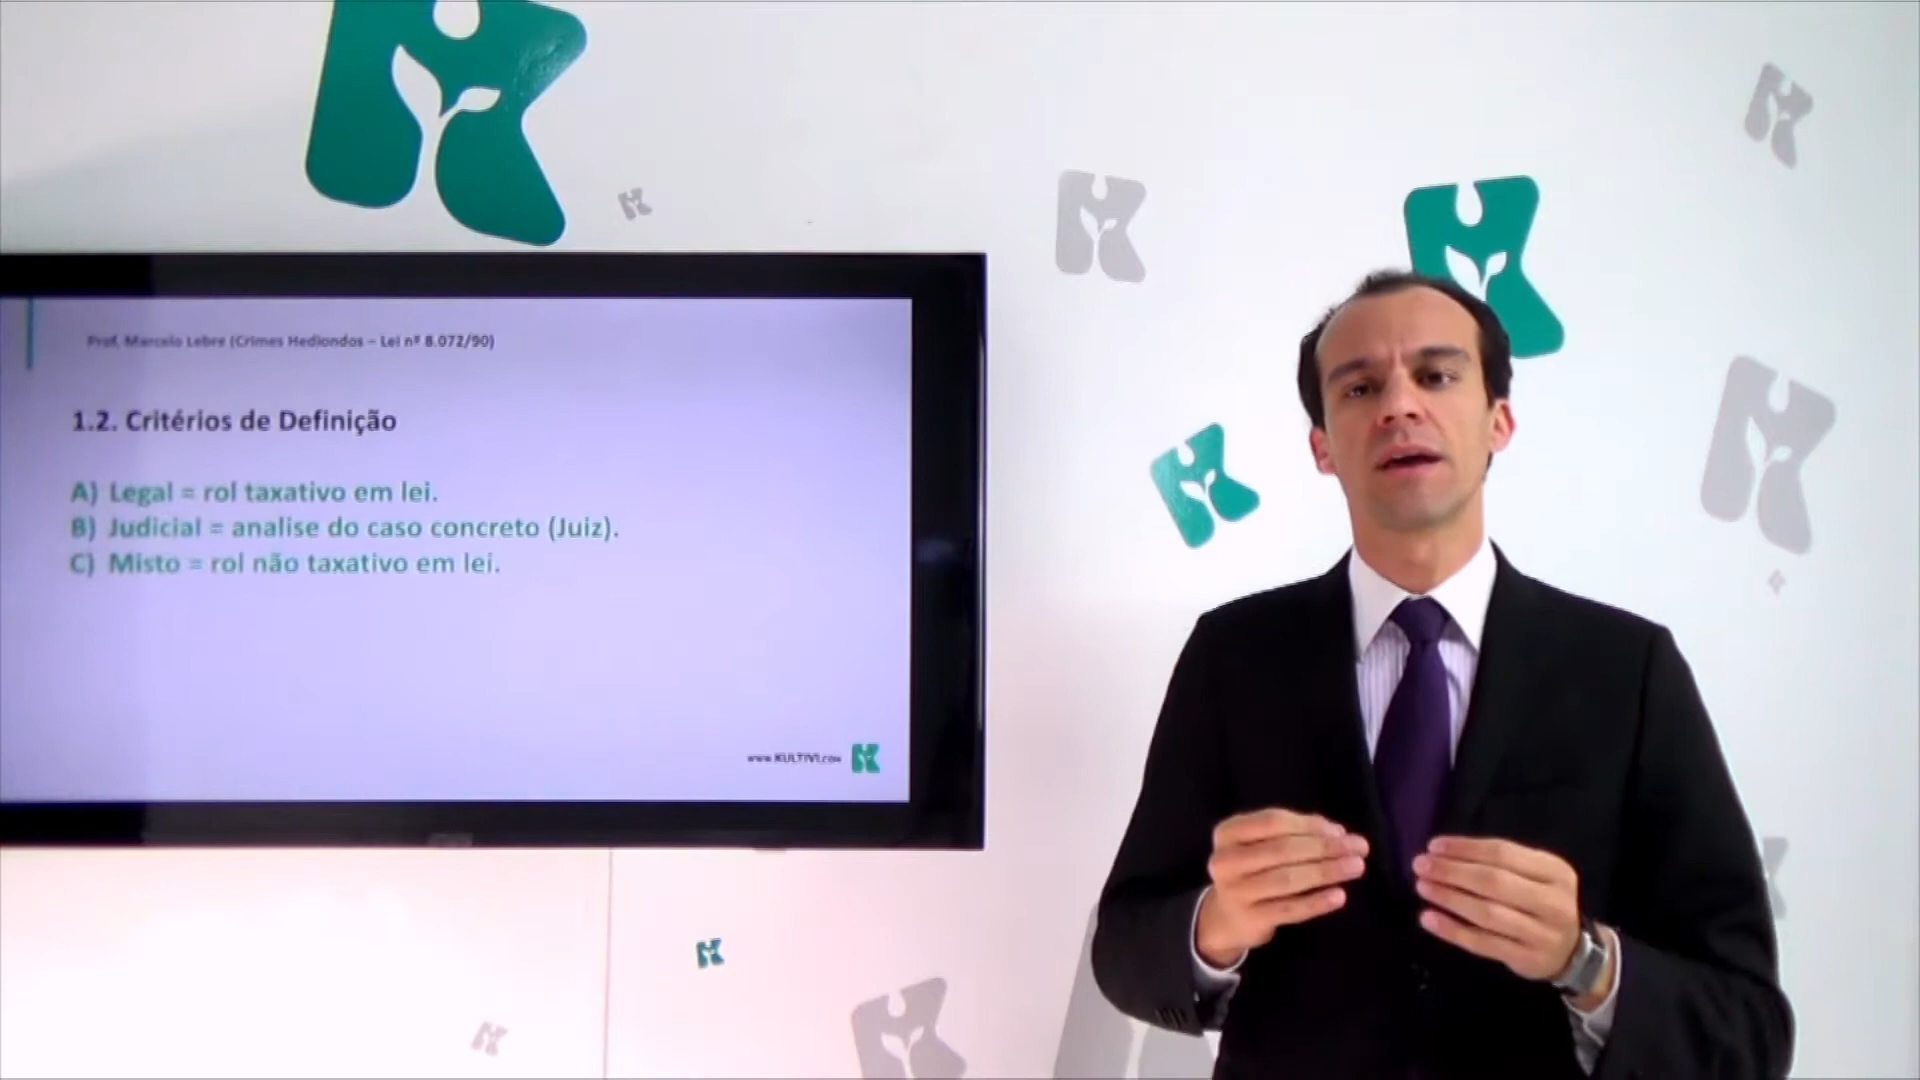 Prof. Marcelo Lebre (Crimes Hediondos – Lei nº 8.072/90)
1.2. Critérios de Definição
A) Legal = rol taxativo em lei.
B) Judicial = analise do caso concreto (Juiz).
C) Misto = rol não taxativo em lei.
www.KULTIVI.com